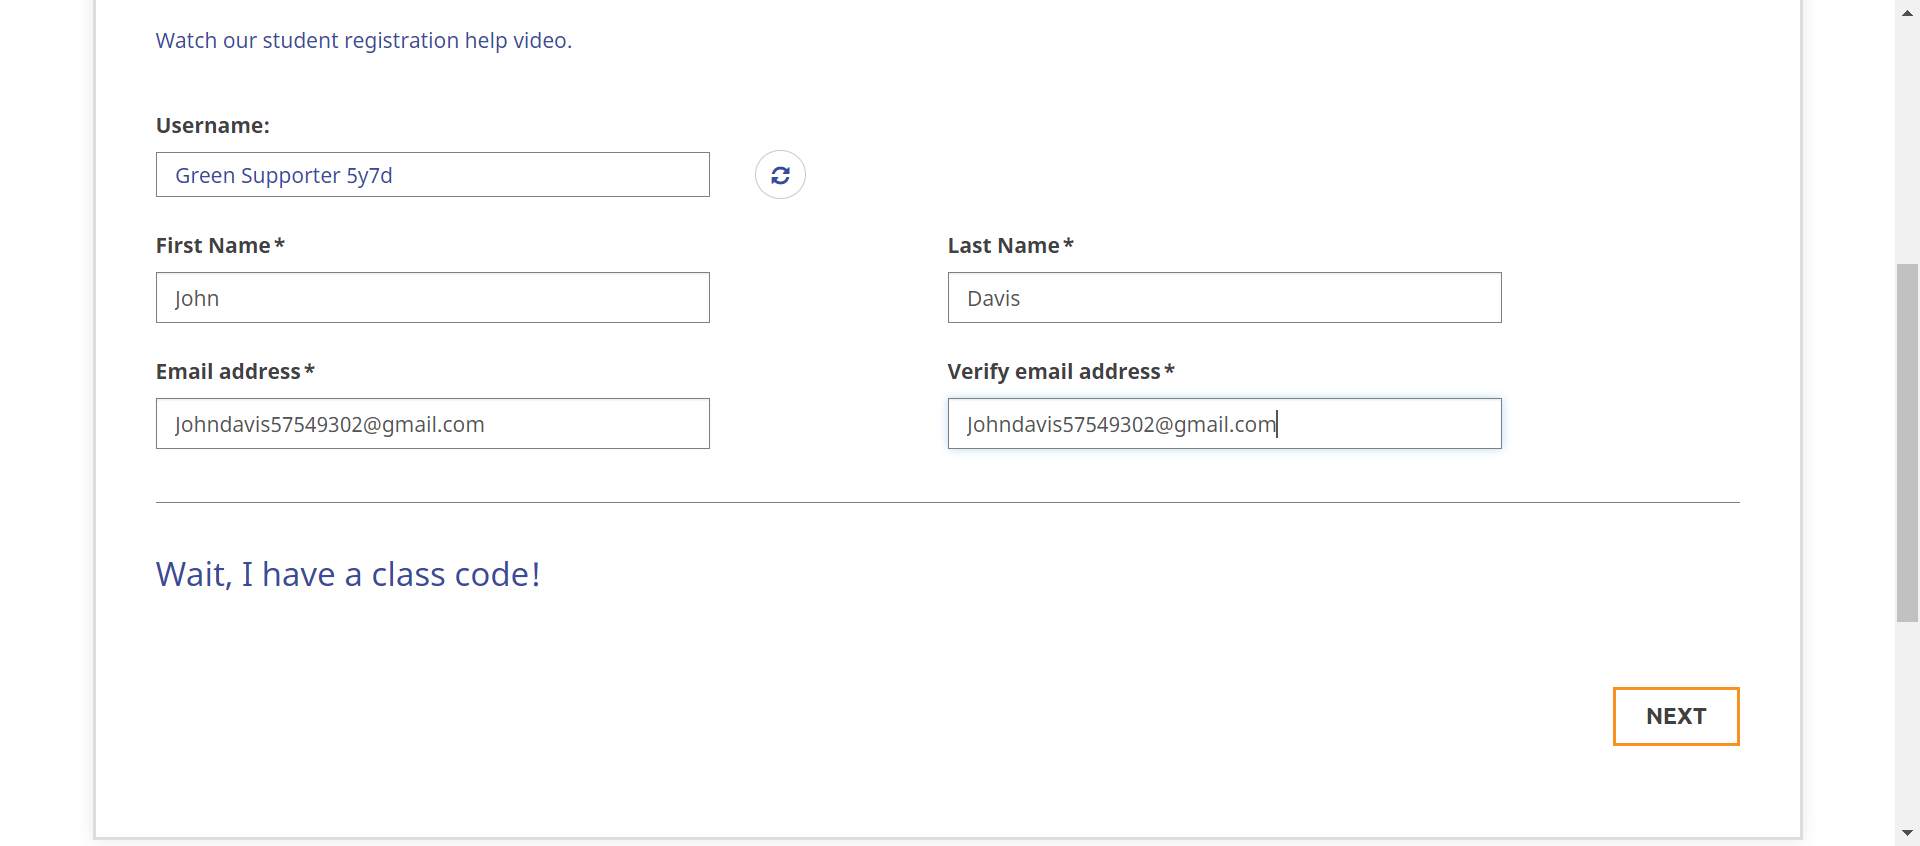 Watch our student registration help video.
Username:
Green Supporter 5y7d
First Name*
Last Name*
John
Davis
Email address*
Verify email address*
Johndavis57549302@gmail.com
Johndavis57549302@gmail.com
Wait, I have a class code!
NEXT